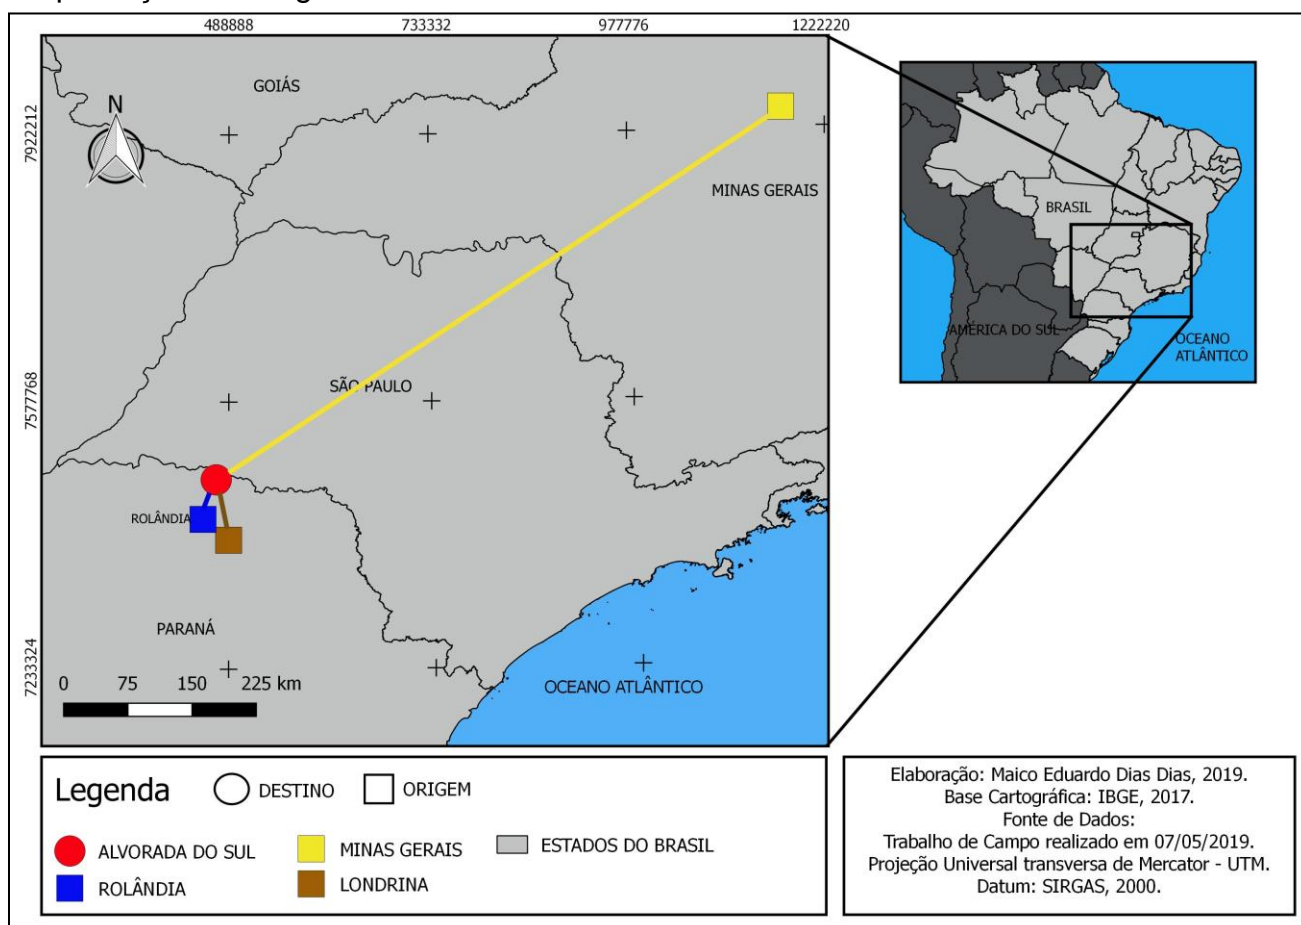 488888
733332
977776
1222220
GOIÁS
N
7922212
MINAS GERAIS
BRASIL
AMÉRICA DO SUL
OCEANO
ATLÂNTICO
SÃO PAULO
7577768
ROLÂNDIA
PARANÁ
7233324
0 75 150 225 km
OCEANO ATLÂNTICO
Legenda
DESTINO
ORIGEM
ALVORADA DO SUL
MINAS GERAIS
ESTADOS DO BRASIL
ROLÂNDIA
LONDRINA
Elaboração: Maico Eduardo Dias Dias, 2019.
Base Cartográfica: IBGE, 2017.
Fonte de Dados:
Trabalho de Campo realizado em 07/05/2019.
Projeção Universal transversa de Mercator - UTM.
Datum: SIRGAS, 2000.